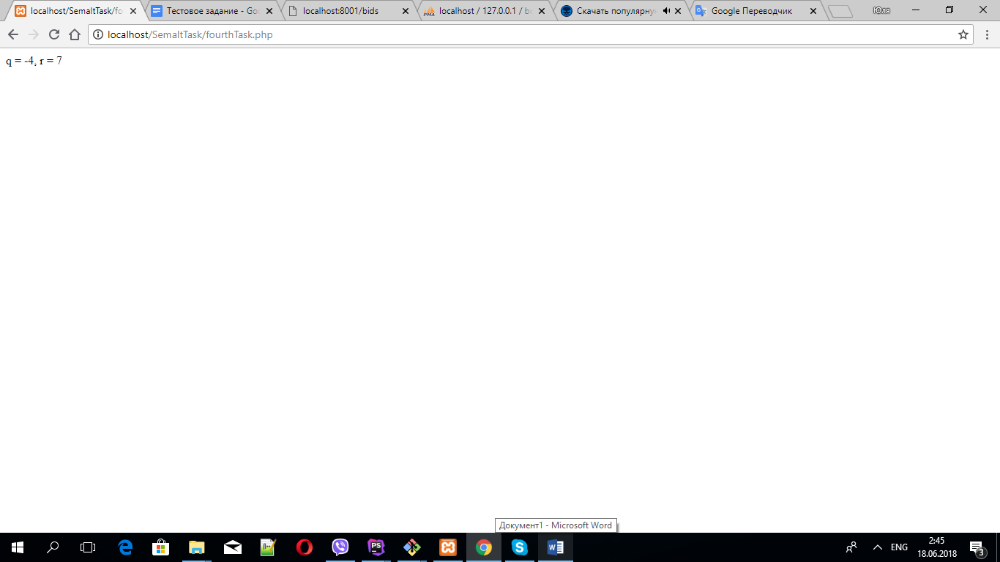 localhost/SemaltTask/fo
Тестовое задание - Go
localhost:8001/bids
localhost / 127.0.0.1 / b
Скачать популярну
Google Переводчик
Юля
localhost/SemaltTask/fourthTask.php
q = -4, r = 7
Документ1 - Microsoft Word
ENG
2:45
18.06.2018
3